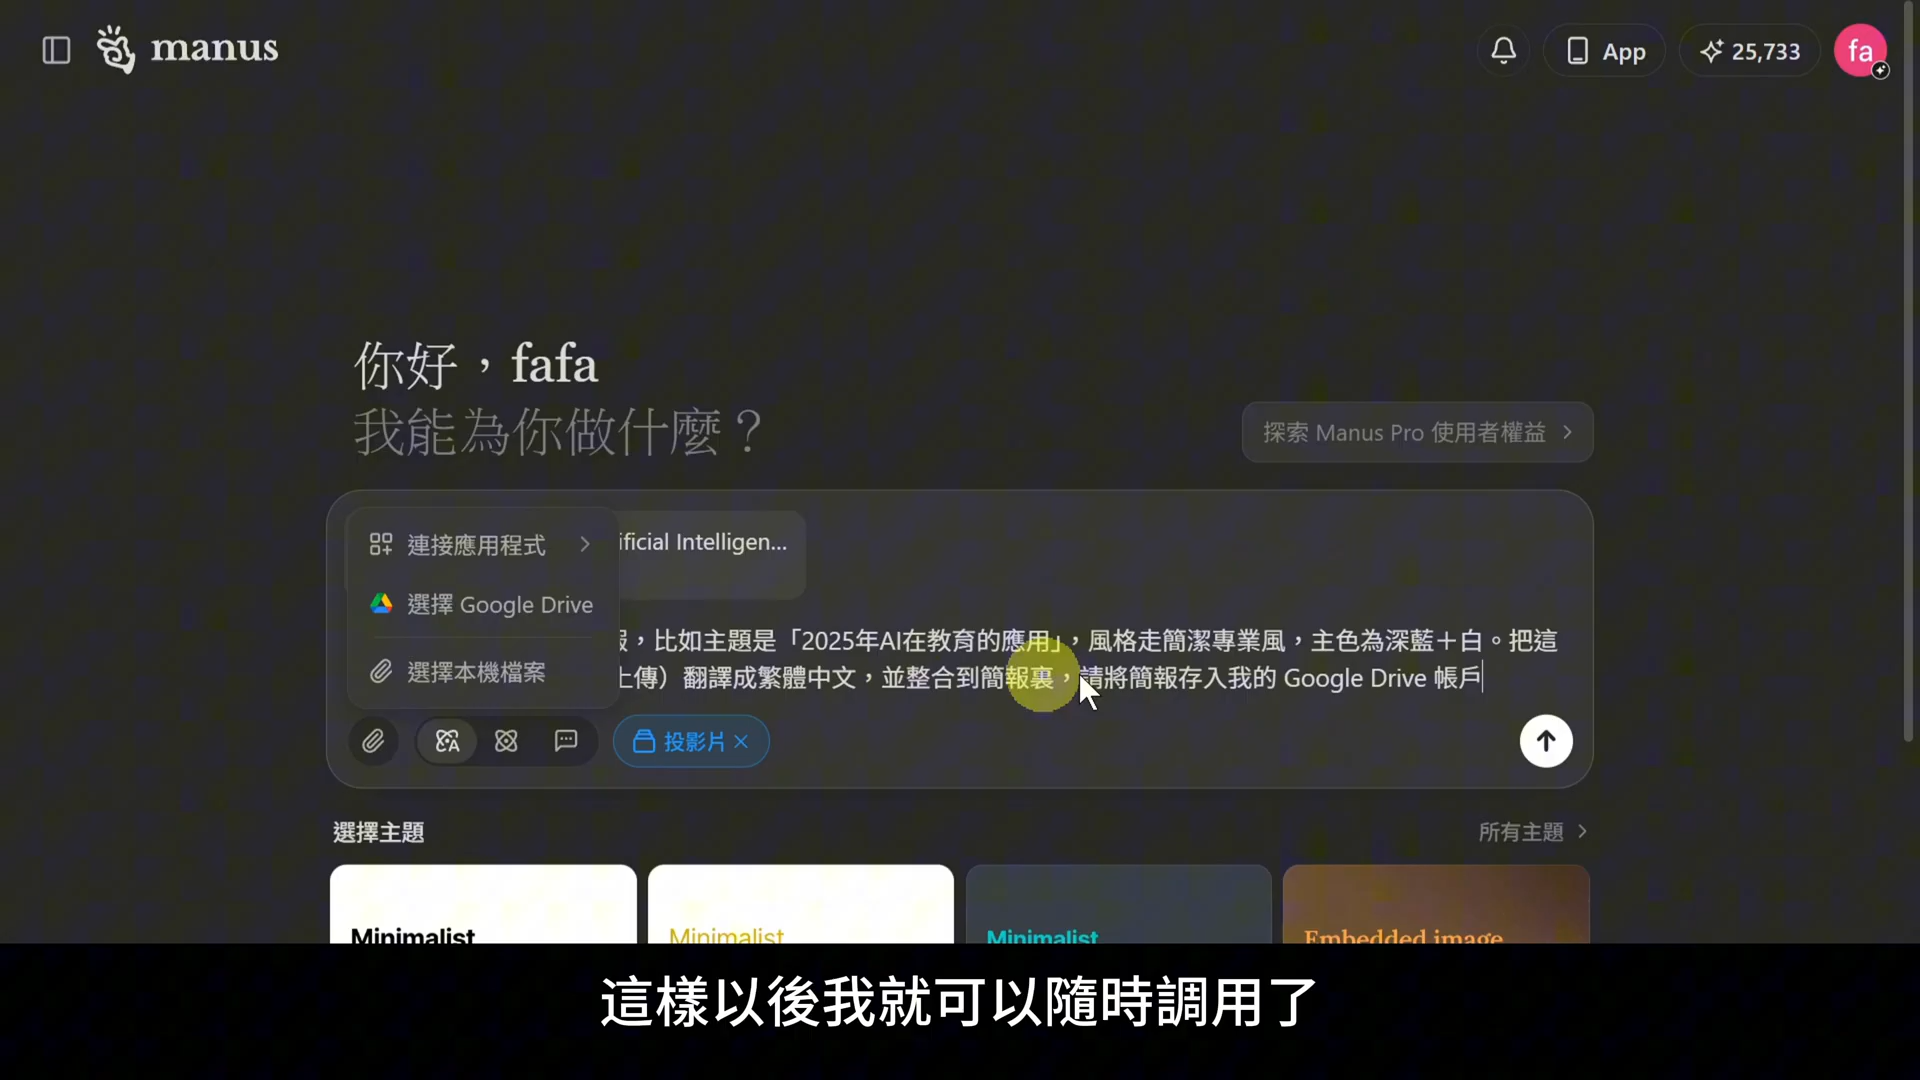 manus
App
25,733
fa
你好，fafa
我能為你做什麼？
探索 Manus Pro 使用者權益
連接應用程式
ificial Intelligen...
選擇 Google Drive
，比如主題是「2025年AI在教育的應用」，風格走簡潔專業風，主色為深藍＋白。把這
選擇本機檔案
上傳）翻譯成繁體中文，並整合到簡報裏，請將簡報存入我的 Google Drive 帳戶
投影片
選擇主題
所有主題
Minimalist
Minimalist
Minimalist
Embedded image
這樣以後我就可以隨時調用了